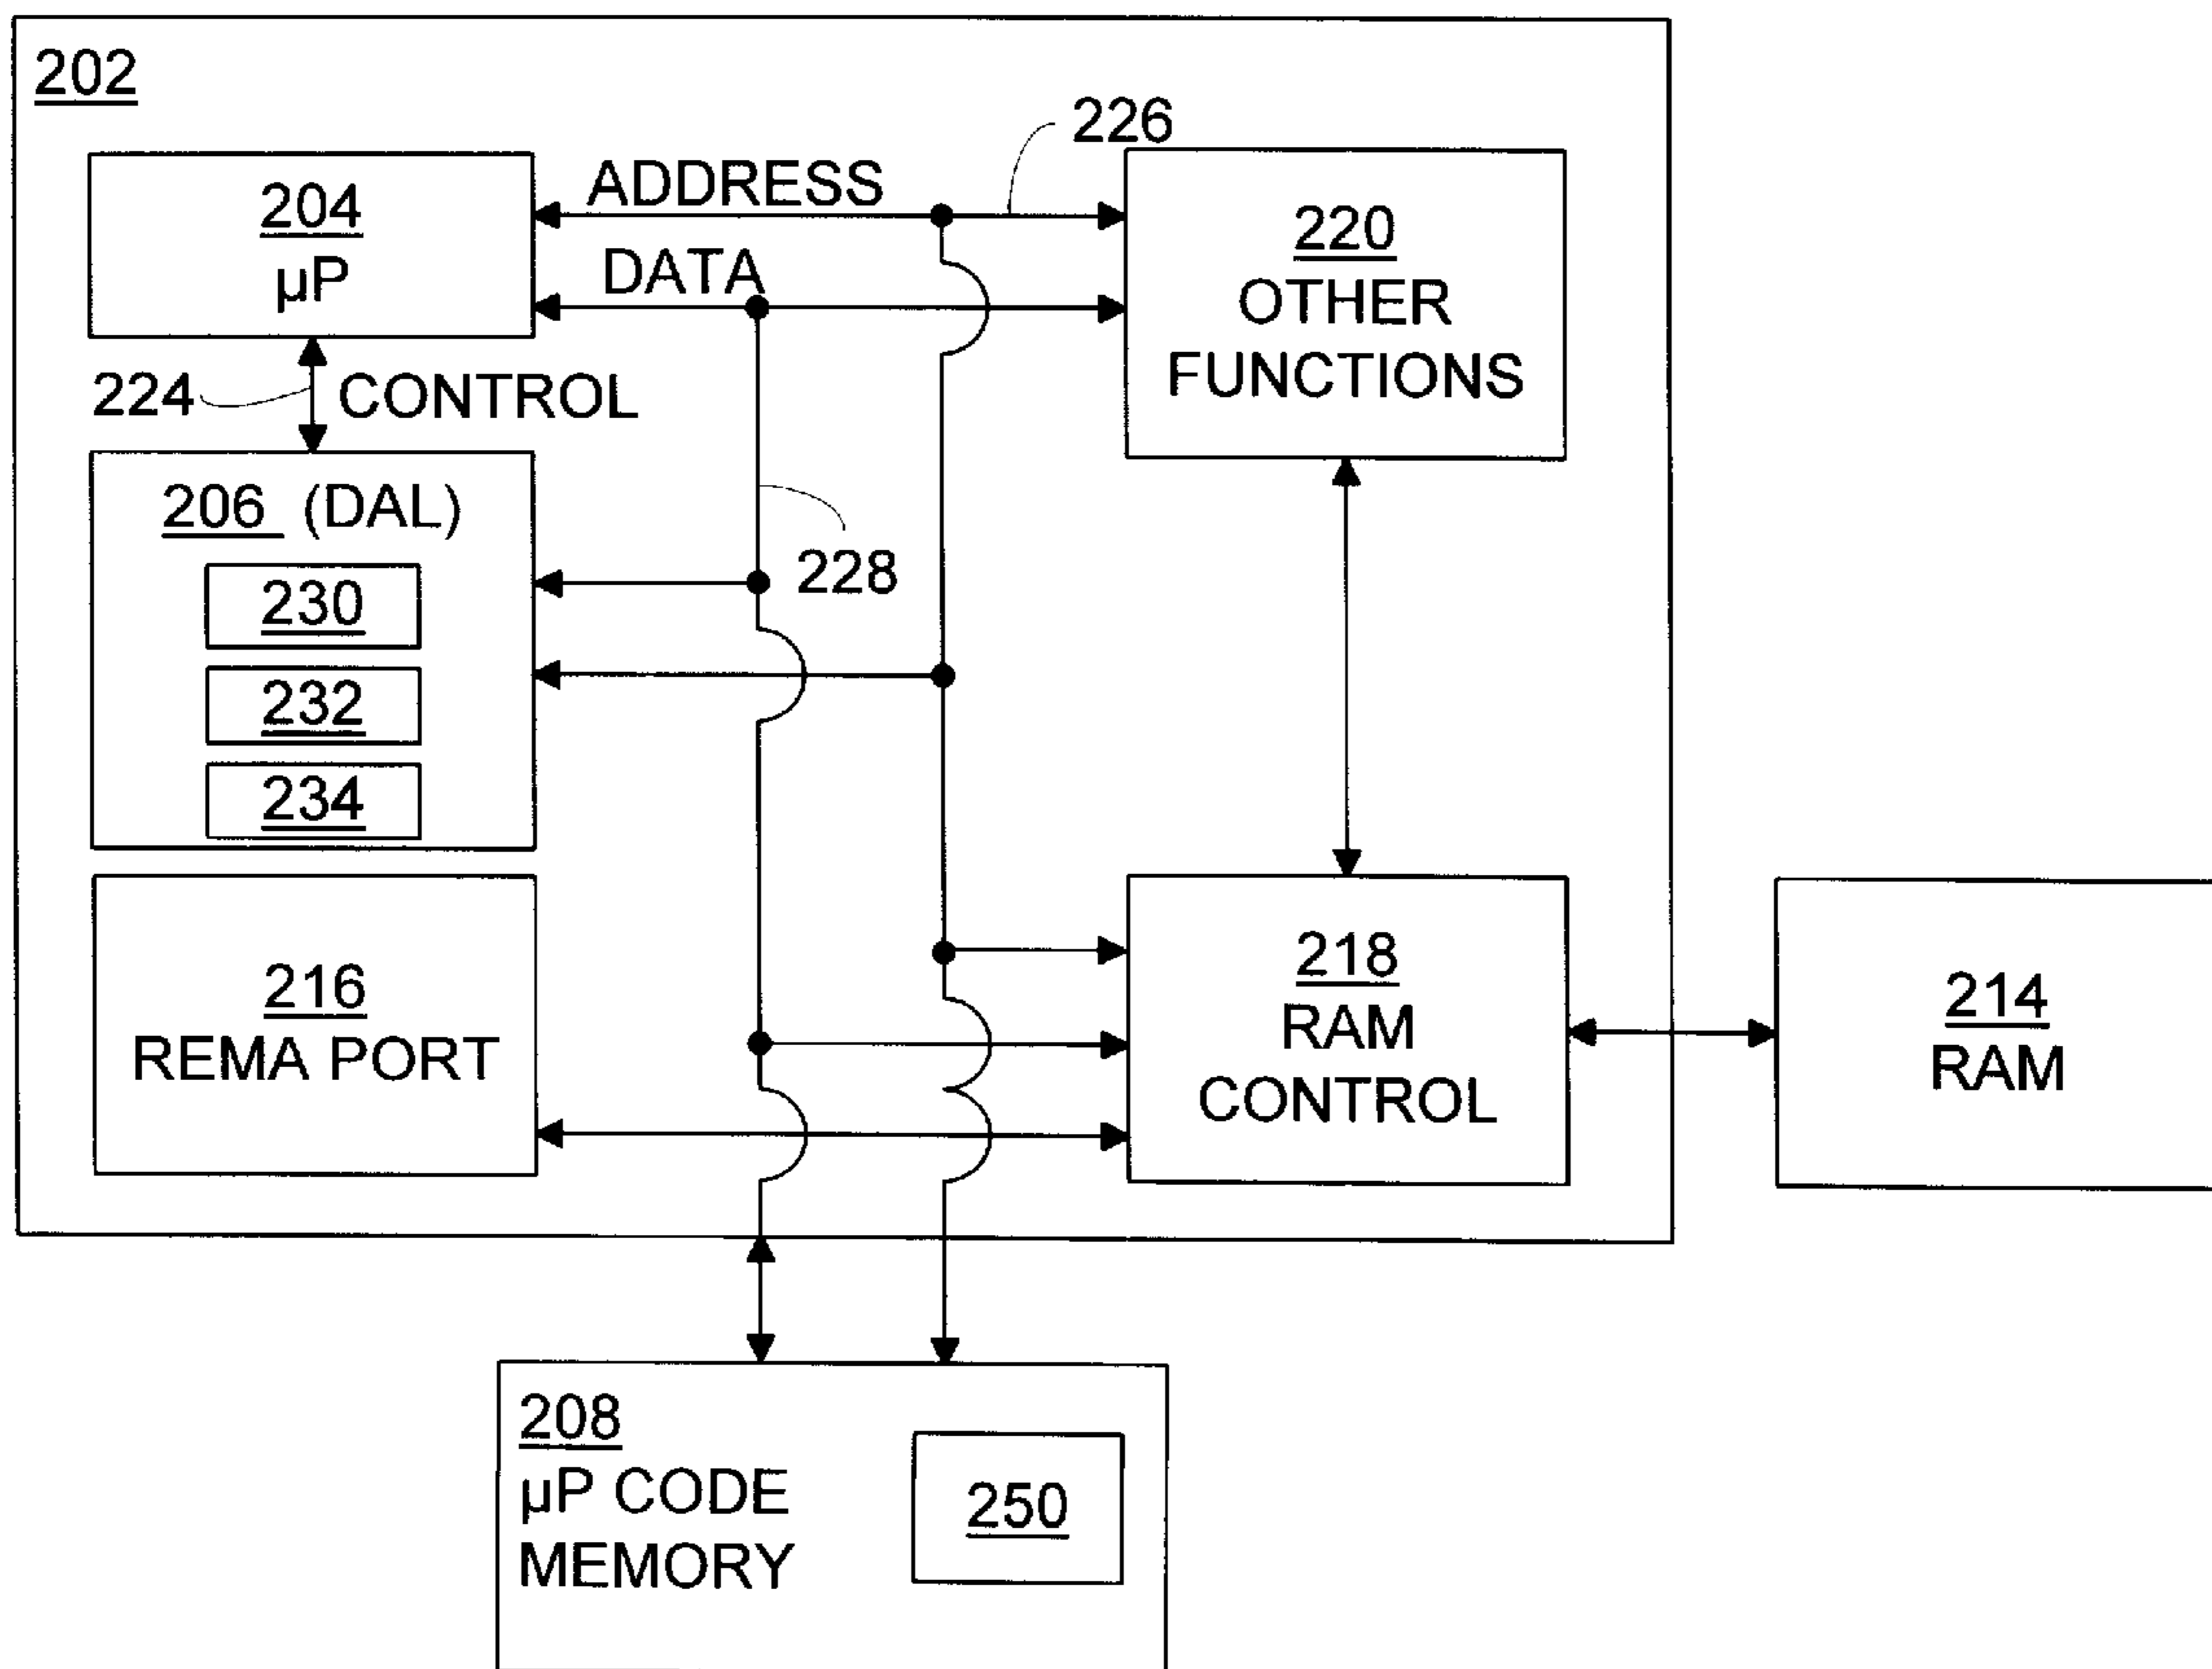 202
226
204
µP
ADDRESS
DATA
220
OTHER
FUNCTIONS
224
CONTROL
206 (DAL)
228
230
232
234
216
REMA PORT
218
RAM
CONTROL
214
RAM
208
µP CODE
MEMORY
250